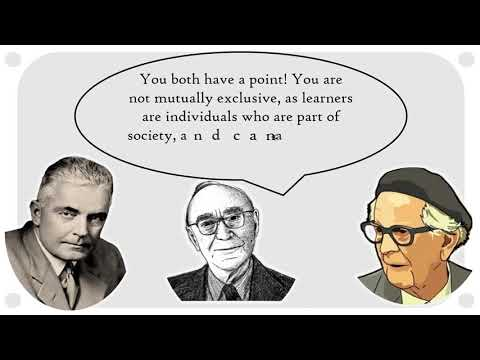 You both have a point! You are
not mutually exclusive, as learners
are individuals who are part of
society, a n d c a n a